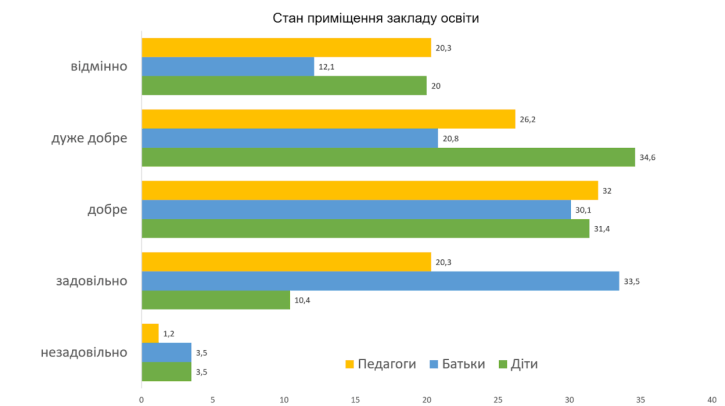 Стан приміщення закладу освіти
відмінно
20,3
12,1
20
дуже добре
26,2
20,8
34,6
добре
32
30,1
31,4
задовільно
20,3
33,5
10,4
незадовільно
1,2
3,5
3,5
Педагоги Батьки Діти
0 5 10 15 20 25 30 35 40